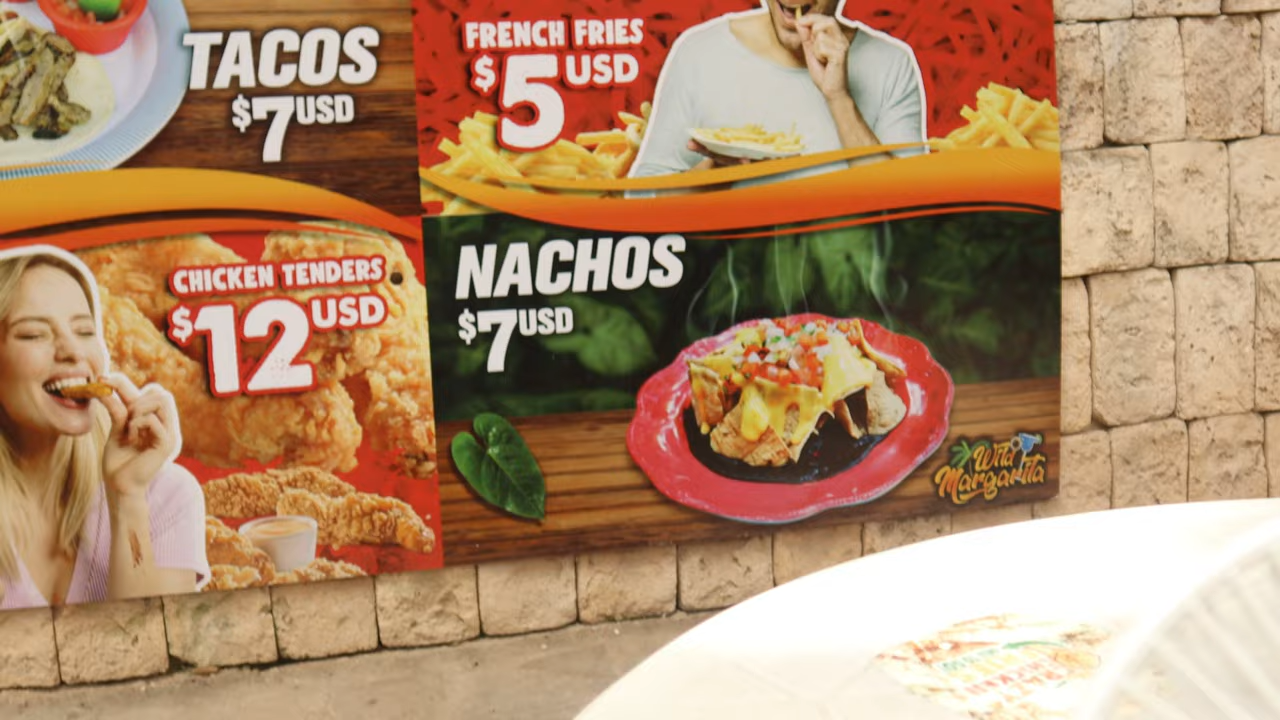 TACOS
$7USD
FRENCH FRIES
$5USD
CHICKEN TENDERS
$12USD
NACHOS
$7USD
Wild
Margarita